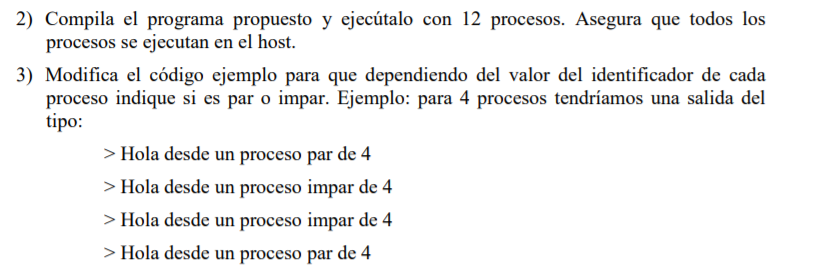 2) Compila el programa propuesto y ejecútalo con 12 procesos. Asegura que todos los
procesos se ejecutan en el host.
3) Modifica el código ejemplo para que dependiendo del valor del identificador de cada
proceso indique si es par o impar. Ejemplo: para 4 procesos tendríamos una salida del
tipo:
> Hola desde un proceso par de 4
> Hola desde un proceso impar de 4
> Hola desde un proceso impar de 4
> Hola desde un proceso par de 4